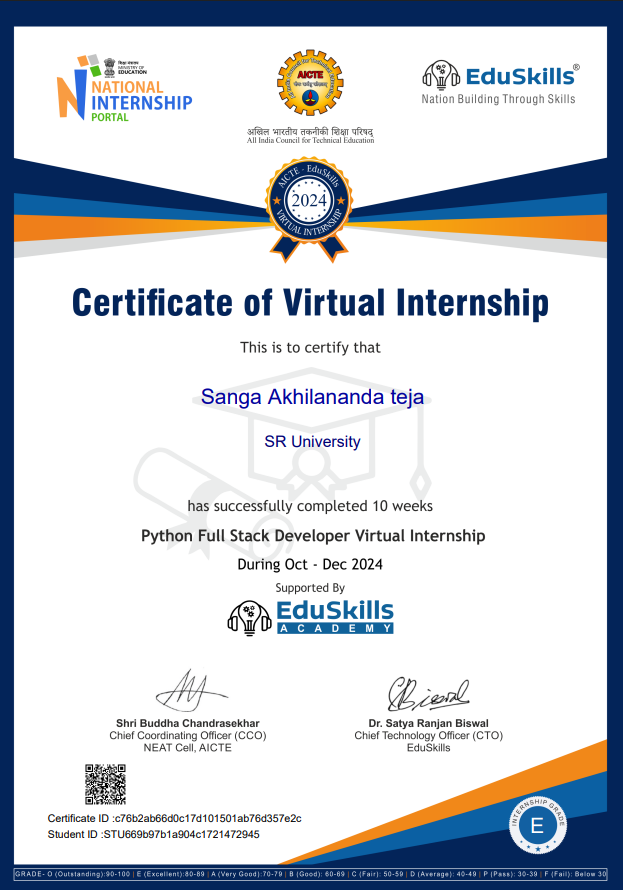 शिक्षा मंत्रालय
MINISTRY OF
EDUCATION
NATIONAL
INTERNSHIP
PORTAL
AICTE
अखिल भारतीय तकनीकी शिक्षा परिषद्
All India Council for Technical Education
EduSkills®
Nation Building Through Skills
AICTE - EduSkills
2024
VIRTUAL INTERNSHIP
Certificate of Virtual Internship
This is to certify that
Sanga Akhilananda teja
SR University
has successfully completed 10 weeks
Python Full Stack Developer Virtual Internship
During Oct - Dec 2024
Supported By
EduSkills
ACADEMY
Shri Buddha Chandrasekhar
Chief Coordinating Officer (CCO)
NEAT Cell, AICTE
Dr. Satya Ranjan Biswal
Chief Technology Officer (CTO)
EduSkills
Certificate ID :c76b2ab66d0c17d101501ab76d357e2c
Student ID :STU669b97b1a904c1721472945
INTERNSHIP GRADE
E
GRADE- O (Outstanding):90-100 | E (Excellent):80-89 | A (Very Good):70-79 | B (Good): 60-69 | C (Fair): 50-59 | D (Average): 40-49 | P (Pass): 30-39 | F (Fail): Below 30